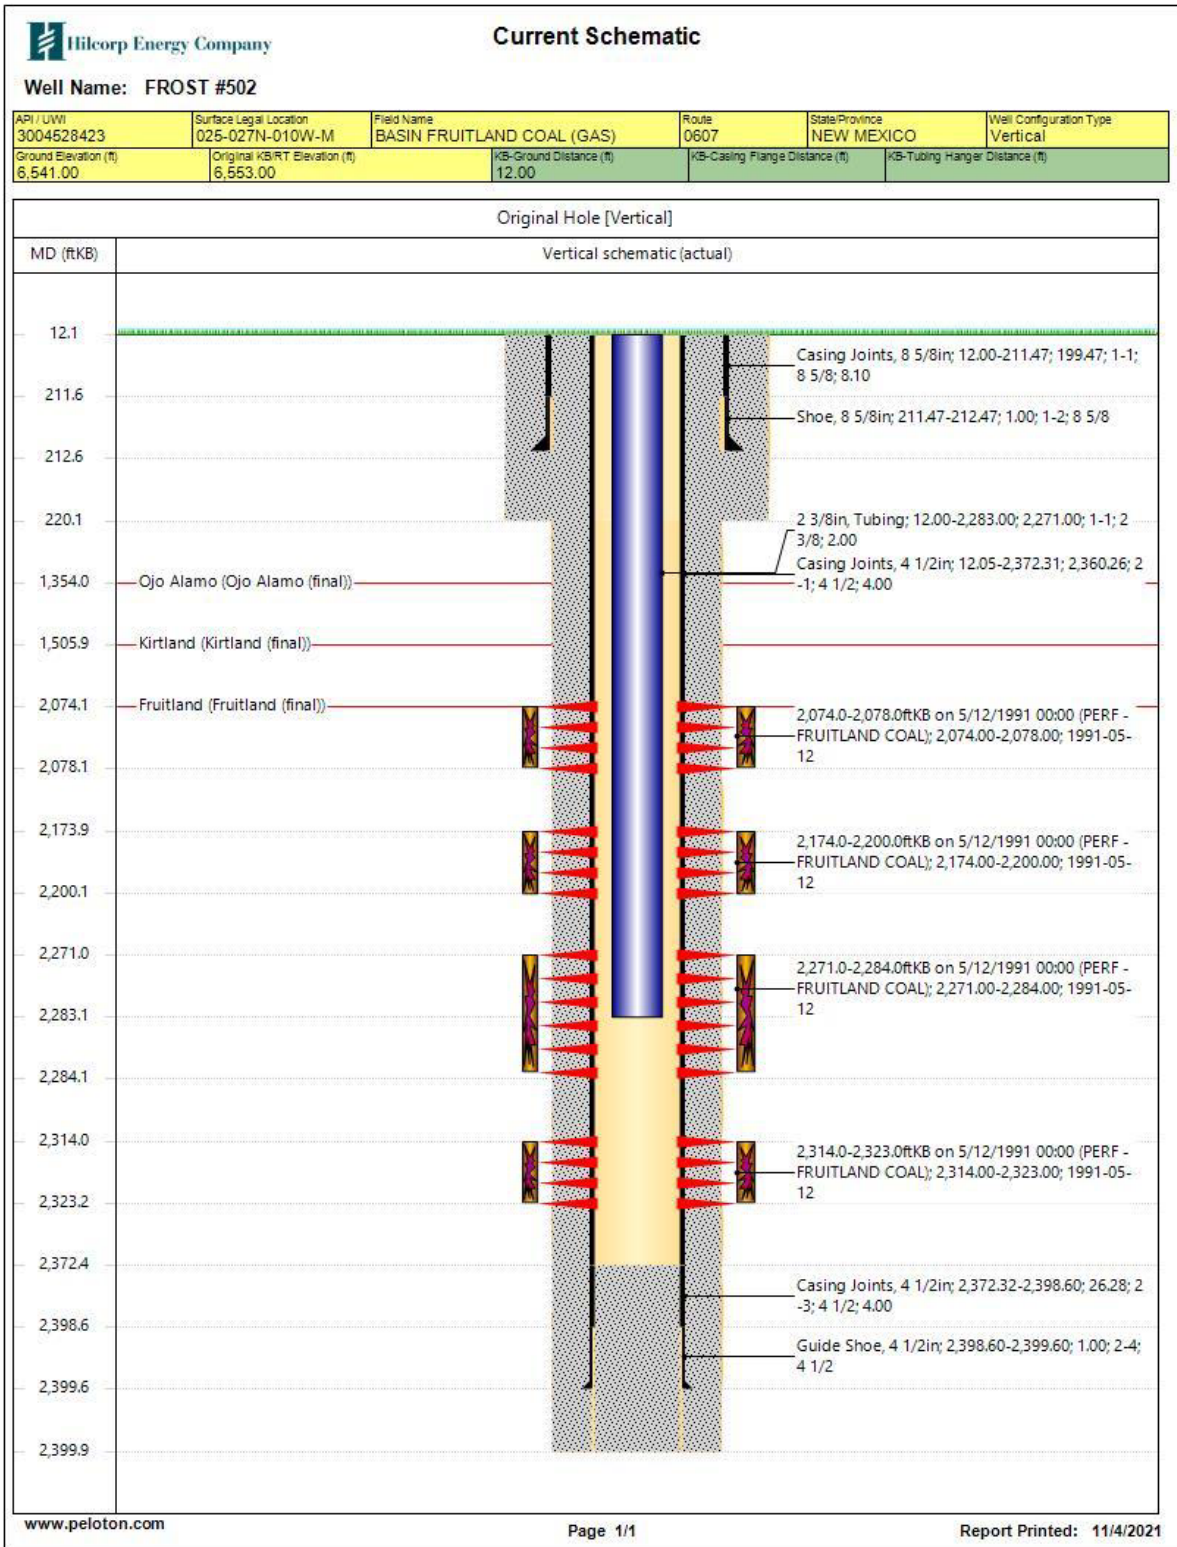 Hilcorp Energy Company
Current Schematic
Well Name: FROST #502
API / UWI
3004528423
Surface Legal Location
025-027N-010W-M
Field Name
BASIN FRUITLAND COAL (GAS)
Route
0607
State/Province
NEW MEXICO
Well Configuration Type
Vertical
Ground Elevation (ft)
6,541.00
Original KB/RT Elevation (ft)
6,553.00
KB-Ground Distance (ft)
12.00
KB-Casing Flange Distance (ft)
KB-Tubing Hanger Distance (ft)
Original Hole [Vertical]
MD (ftKB)
Vertical schematic (actual)
12.1
Casing Joints, 8 5/8in; 12.00-211.47; 199.47; 1-1;
8 5/8; 8.10
211.6
Shoe, 8 5/8in; 211.47-212.47; 1.00; 1-2; 8 5/8
212.6
220.1
2 3/8in, Tubing; 12.00-2,283.00; 2,271.00; 1-1; 2
3/8; 2.00
Casing Joints, 4 1/2in; 12.05-2,372.31; 2,360.26; 2
-1; 4 1/2; 4.00
1,354.0
Ojo Alamo (Ojo Alamo (final))
1,505.9
Kirtland (Kirtland (final))
2,074.1
Fruitland (Fruitland (final))
2,074.0-2,078.0ftKB on 5/12/1991 00:00 (PERF -
FRUITLAND COAL); 2,074.00-2,078.00; 1991-05-
12
2,078.1
2,173.9
2,174.0-2,200.0ftKB on 5/12/1991 00:00 (PERF -
FRUITLAND COAL); 2,174.00-2,200.00; 1991-05-
12
2,200.1
2,271.0
2,271.0-2,284.0ftKB on 5/12/1991 00:00 (PERF -
FRUITLAND COAL); 2,271.00-2,284.00; 1991-05-
12
2,283.1
2,284.1
2,314.0
2,314.0-2,323.0ftKB on 5/12/1991 00:00 (PERF -
FRUITLAND COAL); 2,314.00-2,323.00; 1991-05-
12
2,323.2
2,372.4
Casing Joints, 4 1/2in; 2,372.32-2,398.60; 26.28; 2
-3; 4 1/2; 4.00
2,398.6
Guide Shoe, 4 1/2in; 2,398.60-2,399.60; 1.00; 2-4;
4 1/2
2,399.6
2,399.9
www.peloton.com
Page 1/1
Report Printed: 11/4/2021